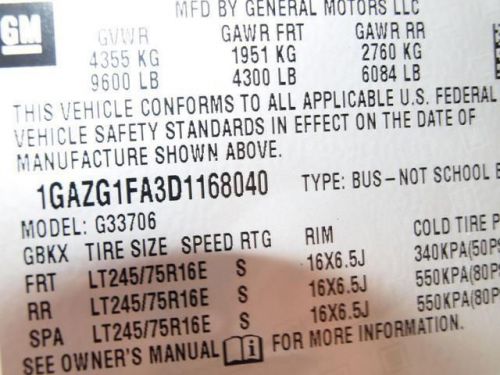 MFD BY GENERAL MOTORS LLC
GM
GVWR GAWR FRT GAWR RR
4355 KG 1951 KG 2760 KG
9600 LB 4300 LB 6084 LB
THIS VEHICLE CONFORMS TO ALL APPLICABLE U.S. FEDERAL
VEHICLE SAFETY STANDARDS IN EFFECT ON THE DATE OF
MANUFACTURE SHOWN ABOVE.
1GAZG1FA3D1168040 TYPE: BUS-NOT SCHOOL B
MODEL: G33706
GBKX TIRE SIZE SPEED RTG RIM COLD TIRE P
FRT LT245/75R16E S 16X6.5J 340KPA(50PS
RR LT245/75R16E S 16X6.5J 550KPA(80P
SPA LT245/75R16E S 16X6.5J 550KPA(80P
SEE OWNER'S MANUAL i FOR MORE INFORMATION.